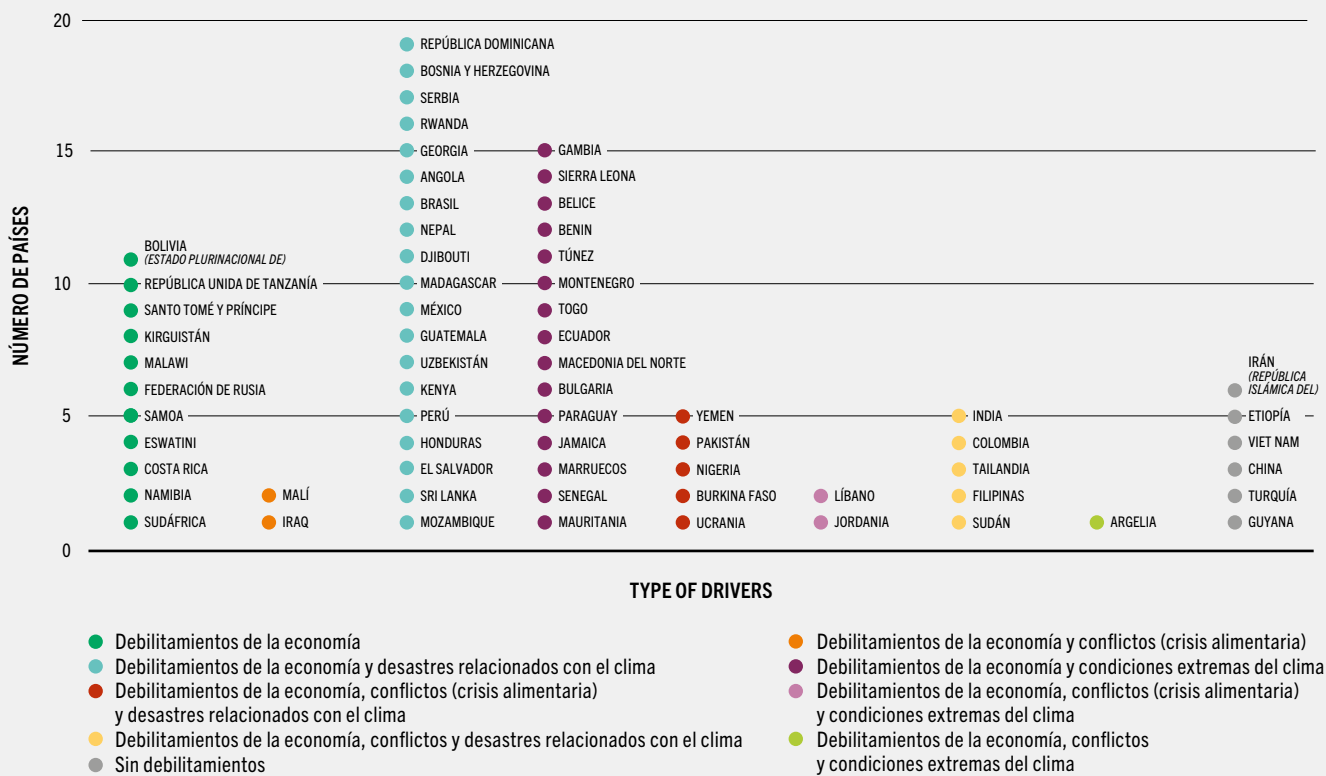 20
REPÚBLICA DOMINICANA
BOSNIA Y HERZEGOVINA
SERBIA
RWANDA
15
GEORGIA
GAMBIA
ANGOLA
SIERRA LEONA
BRASIL
BELICE
NEPAL
BENIN
BOLIVIA
(ESTADO PLURINACIONAL DE)
DJIBOUTI
TÚNEZ
10
REPÚBLICA UNIDA DE TANZANÍA
MADAGASCAR
MONTENEGRO
SANTO TOMÉ Y PRÍNCIPE
MÉXICO
TOGO
KIRGUISTÁN
GUATEMALA
ECUADOR
MALAWI
UZBEKISTÁN
MACEDONIA DEL NORTE
IRÁN
(REPÚBLICA
ISLÁMICA DEL)
FEDERACIÓN DE RUSIA
KENYA
BULGARIA
5
SAMOA
PERÚ
PARAGUAY
YEMEN
INDIA
ETIOPÍA
ESWATINI
HONDURAS
JAMAICA
PAKISTÁN
COLOMBIA
VIET NAM
COSTA RICA
EL SALVADOR
MARRUECOS
NIGERIA
TAILANDIA
CHINA
NAMIBIA
MALÍ
SRI LANKA
SENEGAL
BURKINA FASO
LÍBANO
FILIPINAS
TURQUÍA
SUDÁFRICA
IRAQ
MOZAMBIQUE
MAURITANIA
UCRANIA
JORDANIA
SUDÁN
ARGELIA
GUYANA
0
NÚMERO DE PAÍSES
TYPE OF DRIVERS
Debilitamientos de la economía
Debilitamientos de la economía y desastres relacionados con el clima
Debilitamientos de la economía, conflictos (crisis alimentaria)
y desastres relacionados con el clima
Debilitamientos de la economía, conflictos y desastres relacionados con el clima
Sin debilitamientos
Debilitamientos de la economía y conflictos (crisis alimentaria)
Debilitamientos de la economía y condiciones extremas del clima
Debilitamientos de la economía, conflictos (crisis alimentaria)
y condiciones extremas del clima
Debilitamientos de la economía, conflictos
y condiciones extremas del clima